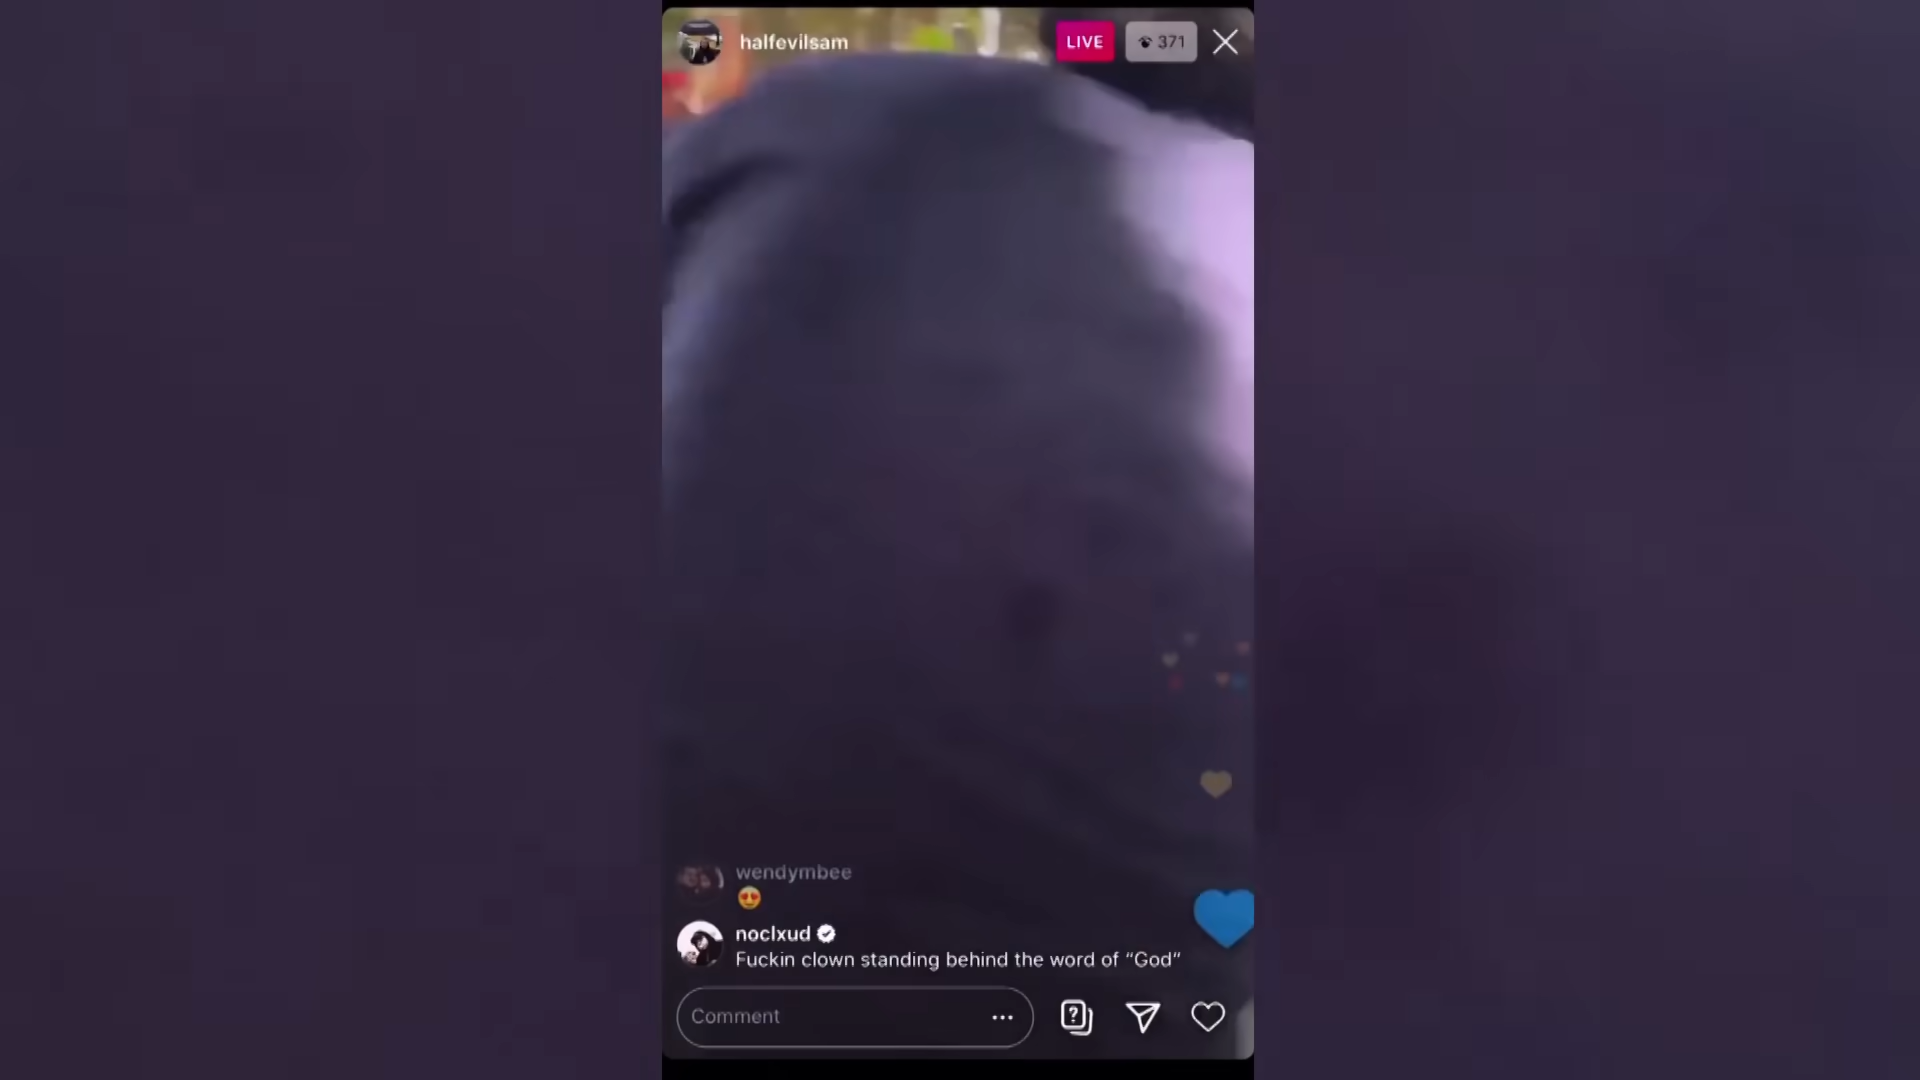 halfevilsam
LIVE
371
wendymbee
😍
noclxud
Fuckin clown standing behind the word of “God“
Comment